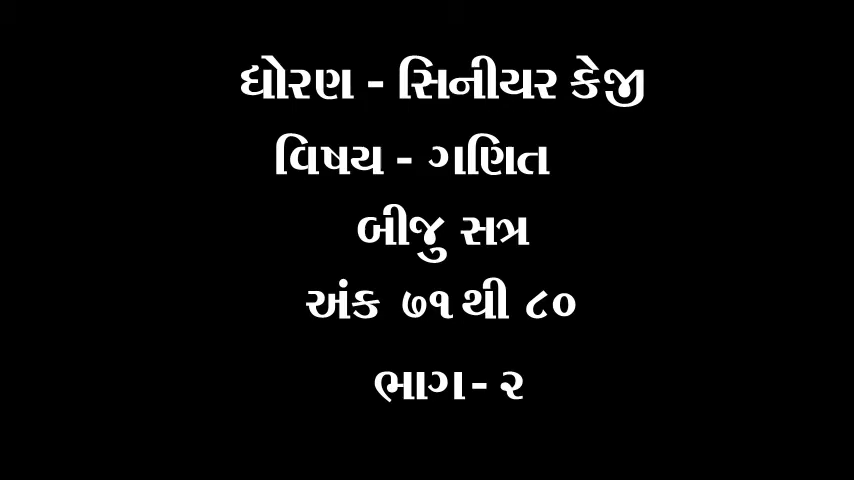 ધોરણ - સિનીયર કેજી
વિષય - ગણિત
બીજુ સત્ર
અંક ૭૧ થી ૮૦
ભાગ - ૨